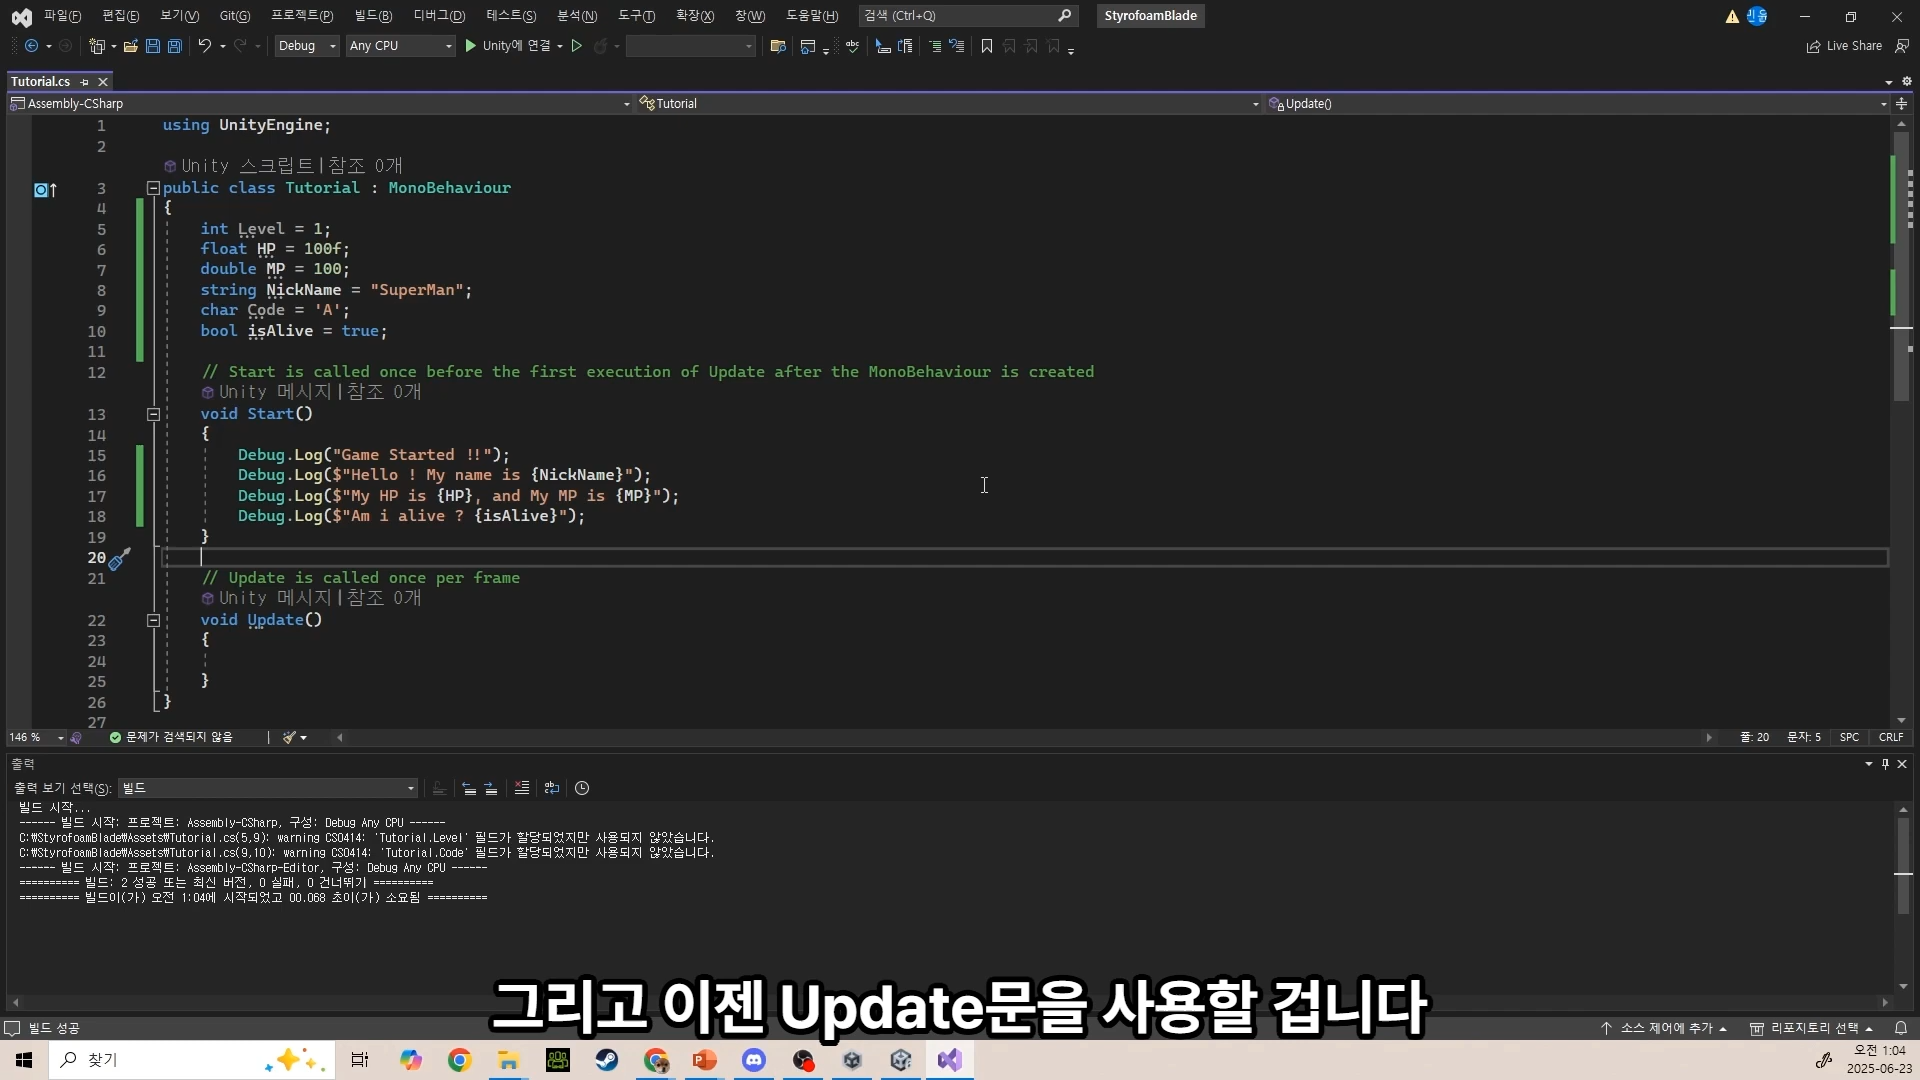 파일(F) 편집(E) 보기(V) Git(G) 프로젝트(P) 빌드(B) 디버그(D) 테스트(S) 분석(N) 도구(T) 확장(X) 창(W) 도움말(H) 검색 (Ctrl+Q) StyrofoamBlade
Debug Any CPU Unity에 연결 Live Share
Tutorial.cs
Assembly-CSharp Tutorial Update()
1 using UnityEngine;
2
Unity 스크립트|참조 0개
3 public class Tutorial : MonoBehaviour
4 {
5 int Level = 1;
6 float HP = 100f;
7 double MP = 100;
8 string NickName = "SuperMan";
9 char Code = 'A';
10 bool isAlive = true;
11
12 // Start is called once before the first execution of Update after the MonoBehaviour is created
Unity 메시지|참조 0개
13 void Start()
14 {
15 Debug.Log("Game Started !!");
16 Debug.Log($"Hello ! My name is {NickName}");
17 Debug.Log($"My HP is {HP}, and My MP is {MP}");
18 Debug.Log($"Am i alive ? {isAlive}");
19 }
20
21 // Update is called once per frame
Unity 메시지|참조 0개
22 void Update()
23 {
24
25 }
26 }
27
146 % 문제가 검색되지 않음 줄: 20 문자: 5 SPC CRLF
출력
출력 보기 선택(S): 빌드
빌드 시작...
------ 빌드 시작: 프로젝트: Assembly-CSharp, 구성: Debug Any CPU ------
C:₩StyrofoamBlade₩Assets₩Tutorial.cs(5,9): warning CS0414: 'Tutorial.Level' 필드가 할당되었지만 사용되지 않았습니다.
C:₩StyrofoamBlade₩Assets₩Tutorial.cs(9,10): warning CS0414: 'Tutorial.Code' 필드가 할당되었지만 사용되지 않았습니다.
------ 빌드 시작: 프로젝트: Assembly-CSharp-Editor, 구성: Debug Any CPU ------
========== 빌드: 2 성공 또는 최신 버전, 0 실패, 0 건너뛰기 ==========
========== 빌드이(가) 오전 1:04에 시작되었고 00.068 초이(가) 소요됨 ==========
그리고 이젠 Update문을 사용할 겁니다
빌드 성공 소스 제어에 추가 리포지토리 선택
찾기 오전 1:04
2025-06-23